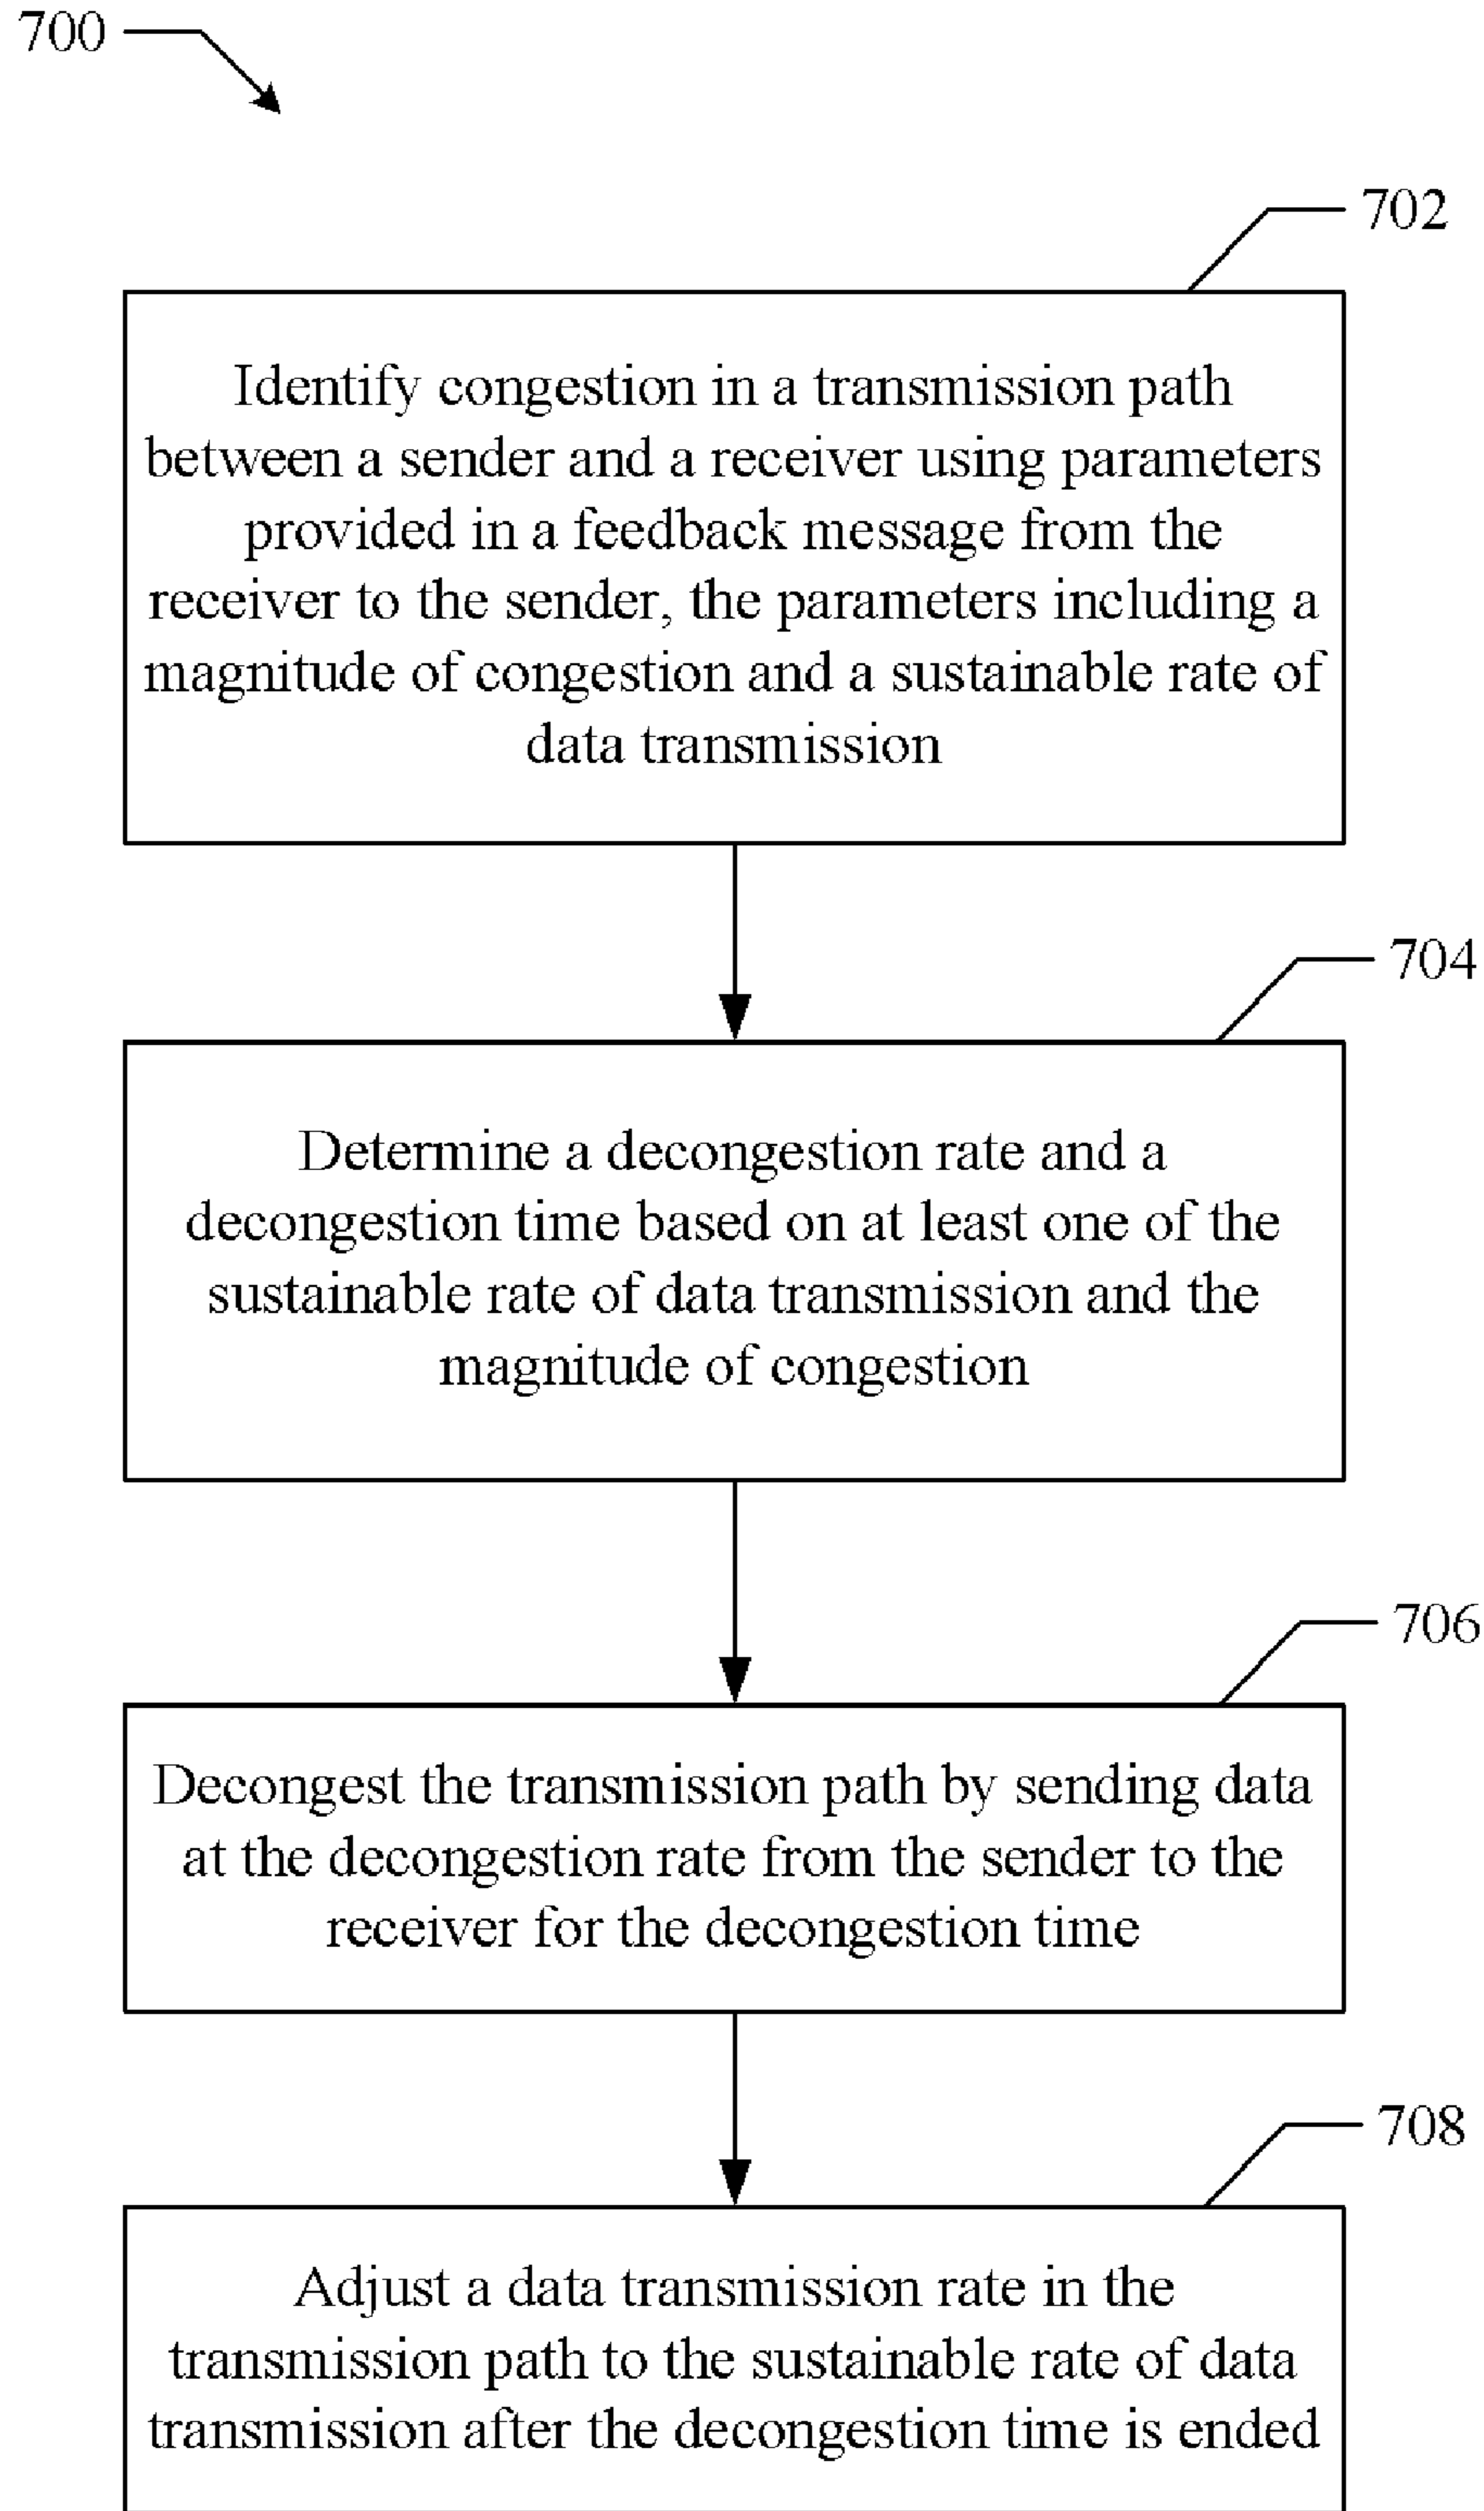 700
702
Identify congestion in a transmission path
between a sender and a receiver using parameters
provided in a feedback message from the
receiver to the sender, the parameters including a
magnitude of congestion and a sustainable rate of
data transmission
704
Determine a decongestion rate and a
decongestion time based on at least one of the
sustainable rate of data transmission and the
magnitude of congestion
706
Decongest the transmission path by sending data
at the decongestion rate from the sender to the
receiver for the decongestion time
708
Adjust a data transmission rate in the
transmission path to the sustainable rate of data
transmission after the decongestion time is ended